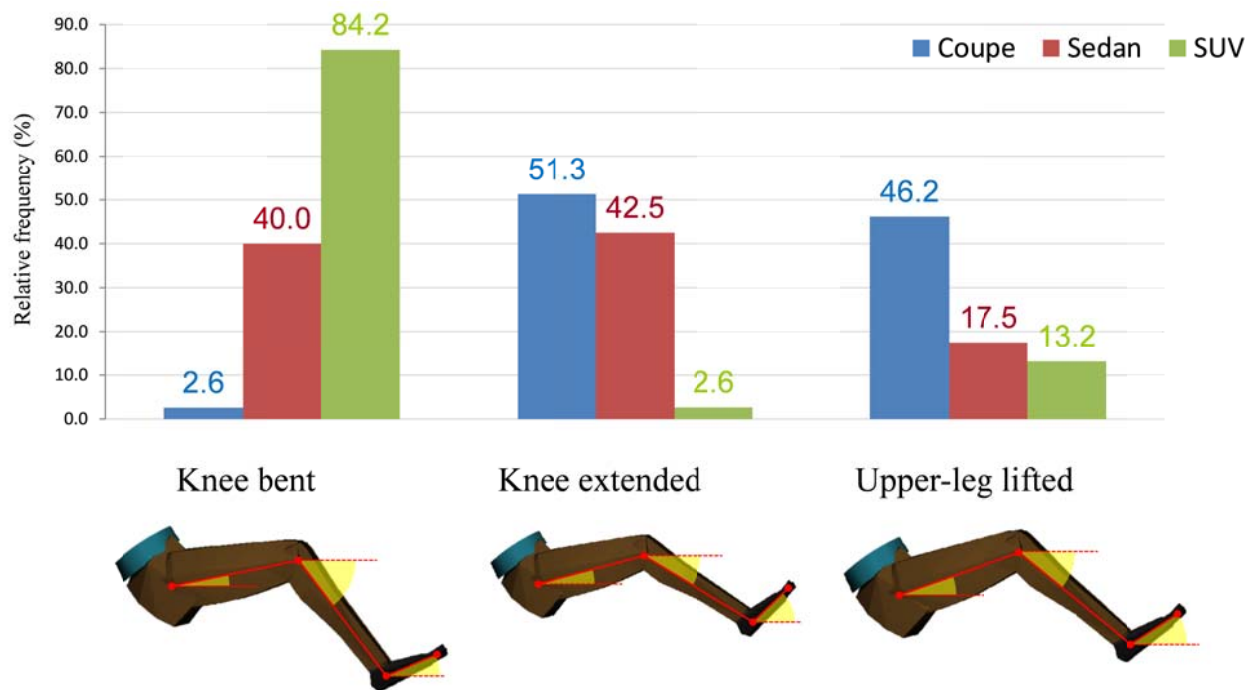 90.0
80.0
70.0
60.0
50.0
40.0
30.0
20.0
10.0
0.0
Relative frequency (%)
Coupe Sedan SUV
2.6 40.0 84.2
51.3 42.5 2.6
46.2 17.5 13.2
Knee bent Knee extended Upper-leg lifted